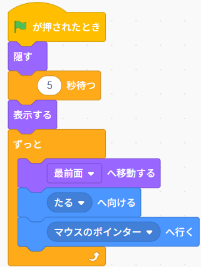 が押されたとき
隠す
5 秒待つ
表示する
ずっと
最前面 へ移動する
たる へ向ける
マウスのポインター へ行く